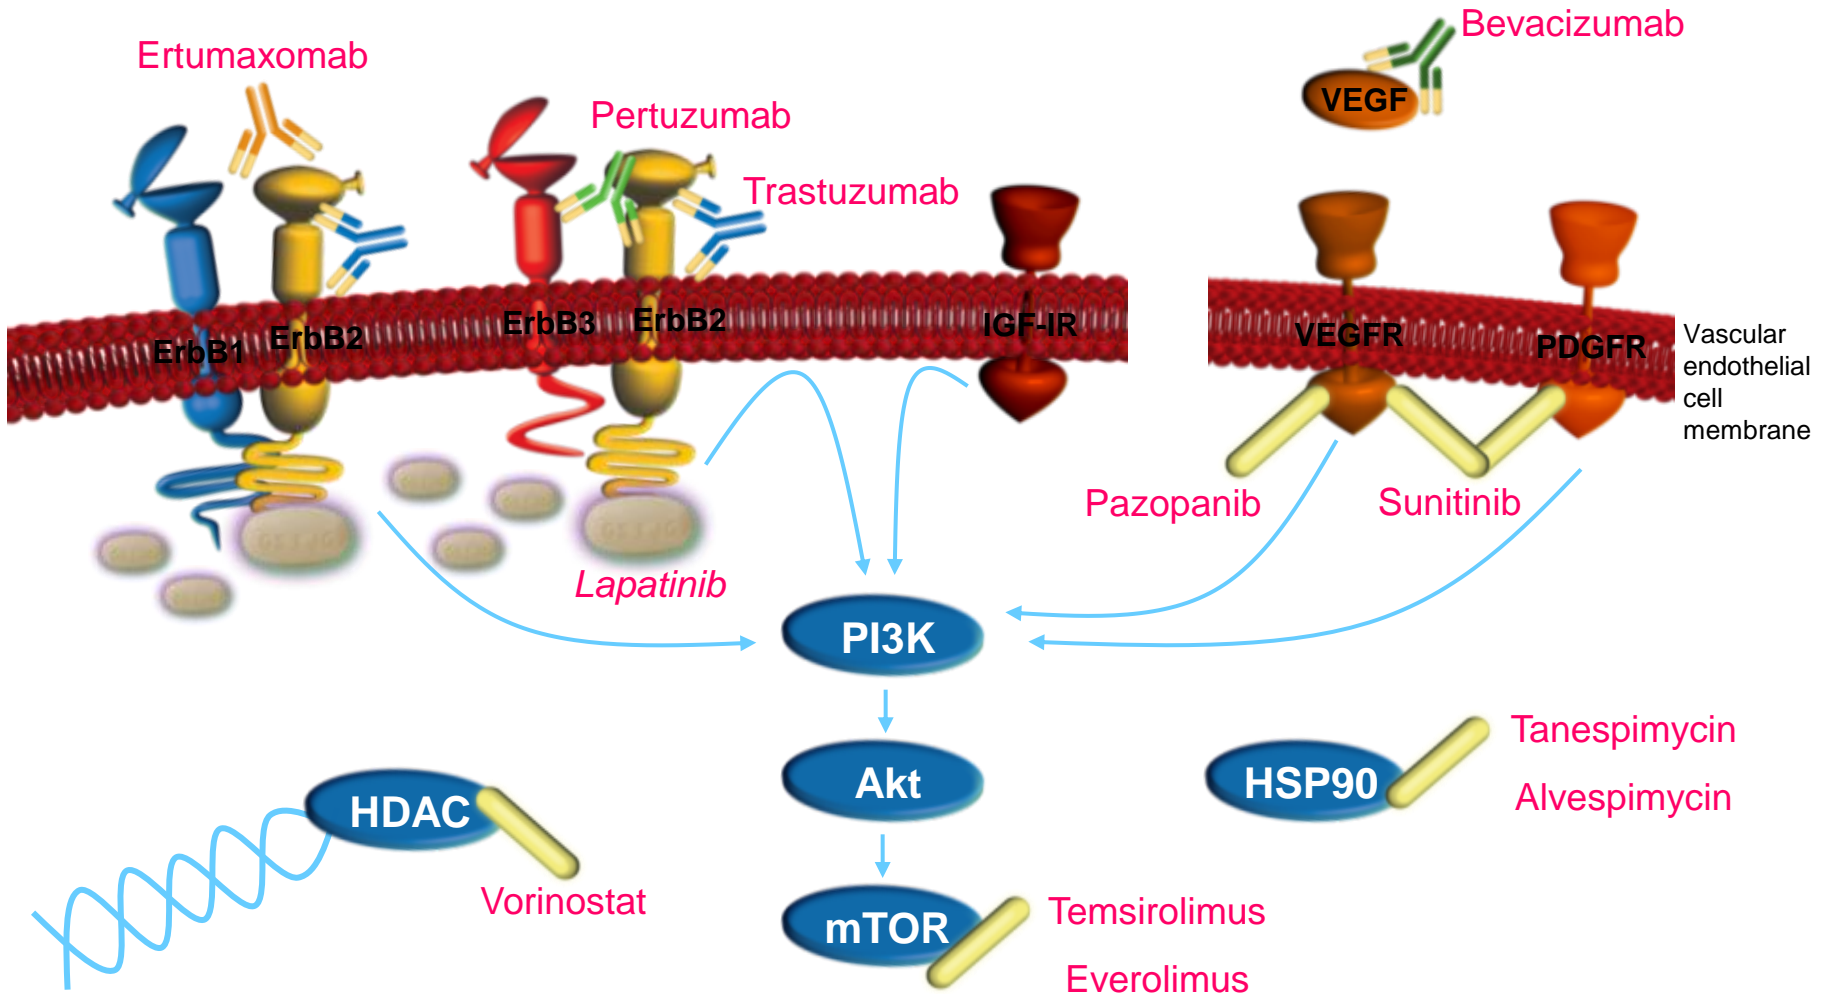 Bevacizumab
Ertumaxomab
VEGF
Pertuzumab
Trastuzumab
ErbB1
ErbB2
ErbB3
ErbB2
IGF-IR
VEGFR
PDGFR
Vascular
endothelial
cell
membrane
Pazopanib
Sunitinib
Lapatinib
PI3K
Tanespimycin
HDAC
Akt
HSP90
Alvespimycin
Vorinostat
mTOR
Temsirolimus
Everolimus